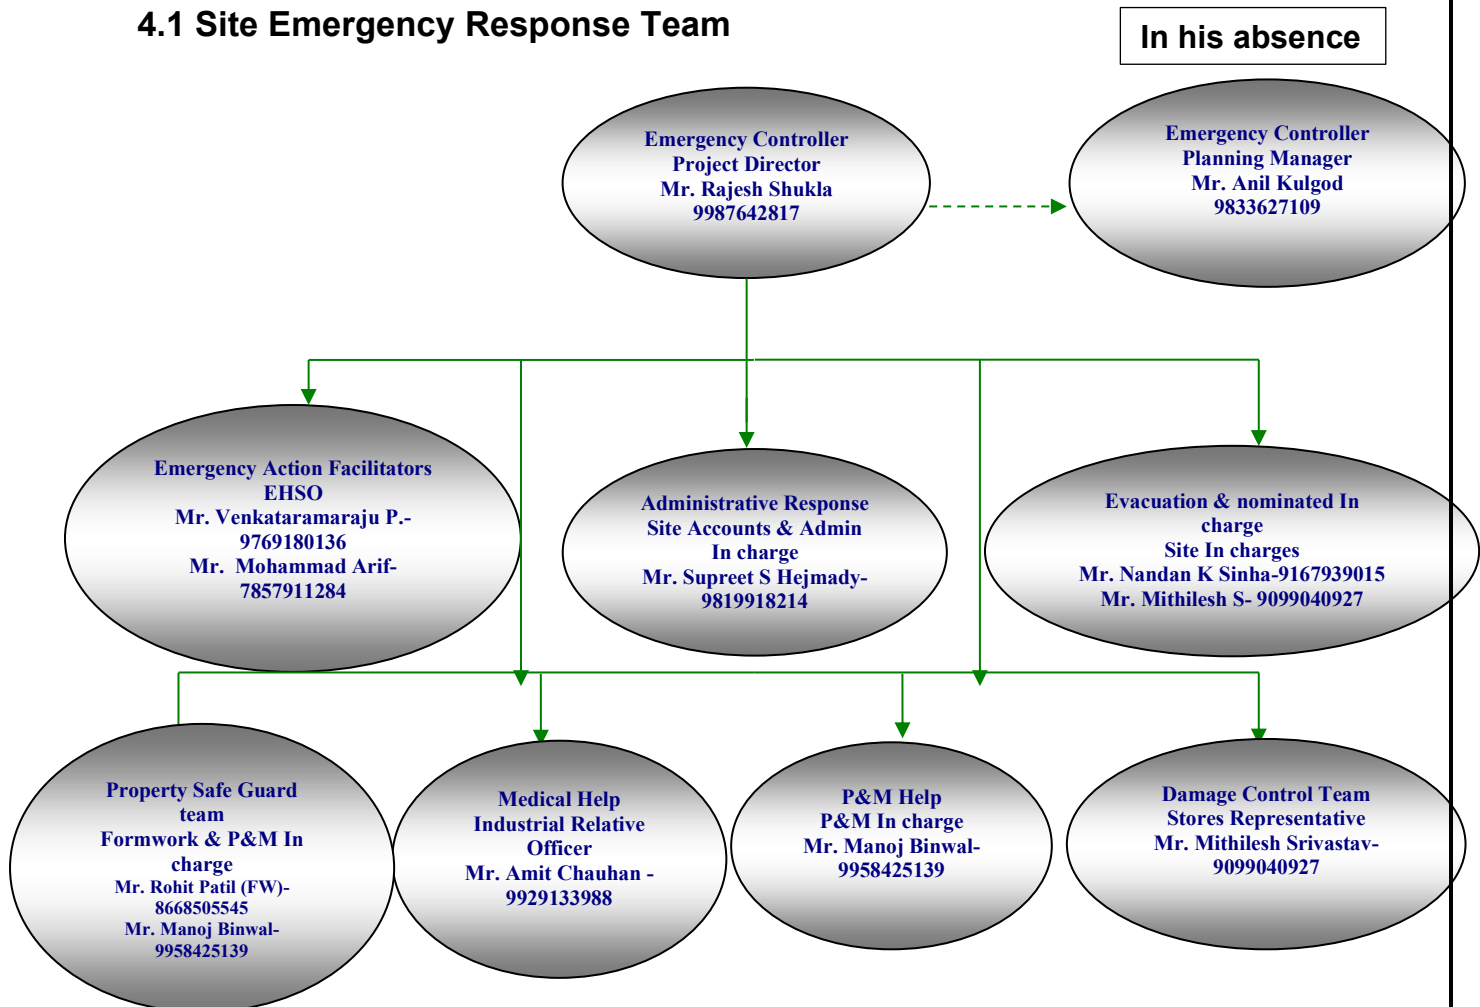 4.1 Site Emergency Response Team
In his absence
Emergency Controller
Project Director
Mr. Rajesh Shukla
9987642817
Emergency Controller
Planning Manager
Mr. Anil Kulgod
9833627109
Emergency Action Facilitators
EHSO
Mr. Venkataramaraju P.-
9769180136
Mr.  Mohammad Arif-
7857911284
Administrative Response
Site Accounts & Admin
In charge
Mr. Supreet S Hejmady-
9819918214
Evacuation & nominated In
charge
Site In charges
Mr. Nandan K Sinha-9167939015
Mr. Mithilesh S- 9099040927
Property Safe Guard
team
Formwork & P&M In
charge
Mr. Rohit Patil (FW)-
8668505545
Mr. Manoj Binwal-
9958425139
Medical Help
Industrial Relative
Officer
Mr. Amit Chauhan -
9929133988
P&M Help
P&M In charge
Mr. Manoj Binwal-
9958425139
Damage Control Team
Stores Representative
Mr. Mithilesh Srivastav-
9099040927